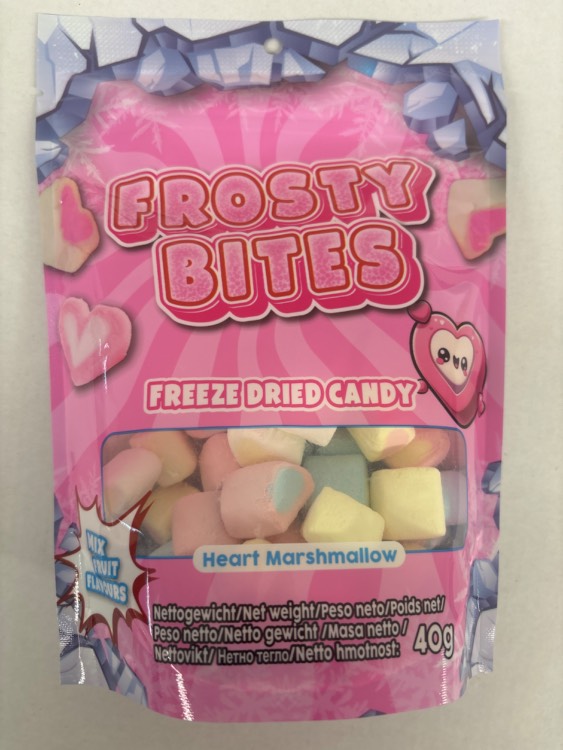 FROSTY
BITES
FREEZE DRIED CANDY
Heart Marshmallow
MIX
FRUIT
FLAVOURS
Nettogewicht/Net weight/Peso neto/Poids net/
Peso netto/Netto gewicht /Masa netto /
Nettovikt/ Нетно тегло/Netto hmotnost:
40g